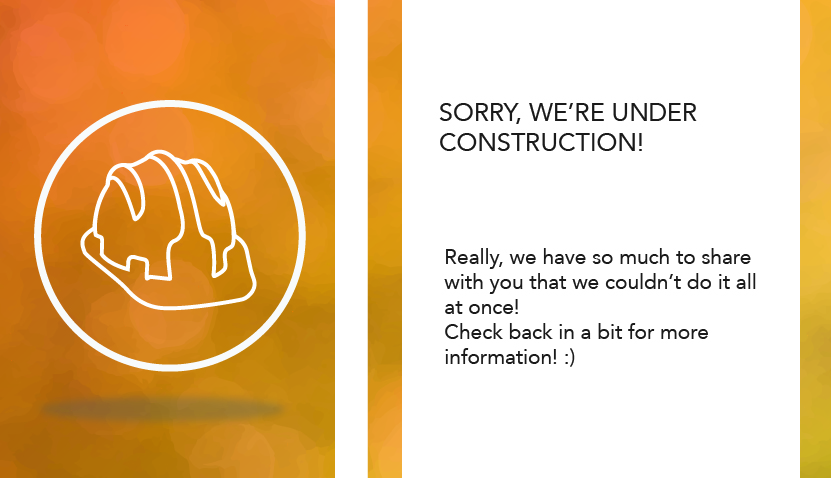 SORRY, WE’RE UNDER
CONSTRUCTION!
Really, we have so much to share
with you that we couldn’t do it all
at once!
Check back in a bit for more
information! :)